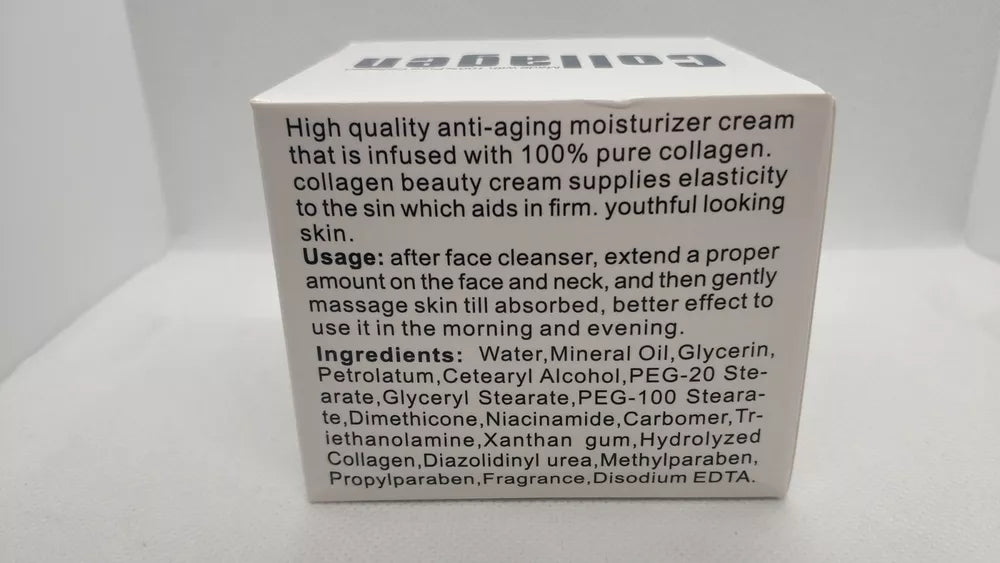 Collagen
High quality anti-aging moisturizer cream
that is infused with 100% pure collagen.
collagen beauty cream supplies elasticity
to the sin which aids in firm. youthful looking
skin.
Usage: after face cleanser, extend a proper
amount on the face and neck, and then gently
massage skin till absorbed, better effect to
use it in the morning and evening.
Ingredients: Water,Mineral Oil,Glycerin,
Petrolatum,Cetearyl Alcohol,PEG-20 Ste-
arate,Glyceryl Stearate,PEG-100 Steara-
te,Dimethicone,Niacinamide,Carbomer,Tr-
iethanolamine,Xanthan gum,Hydrolyzed
Collagen,Diazolidinyl urea,Methylparaben,
Propylparaben,Fragrance,Disodium EDTA.